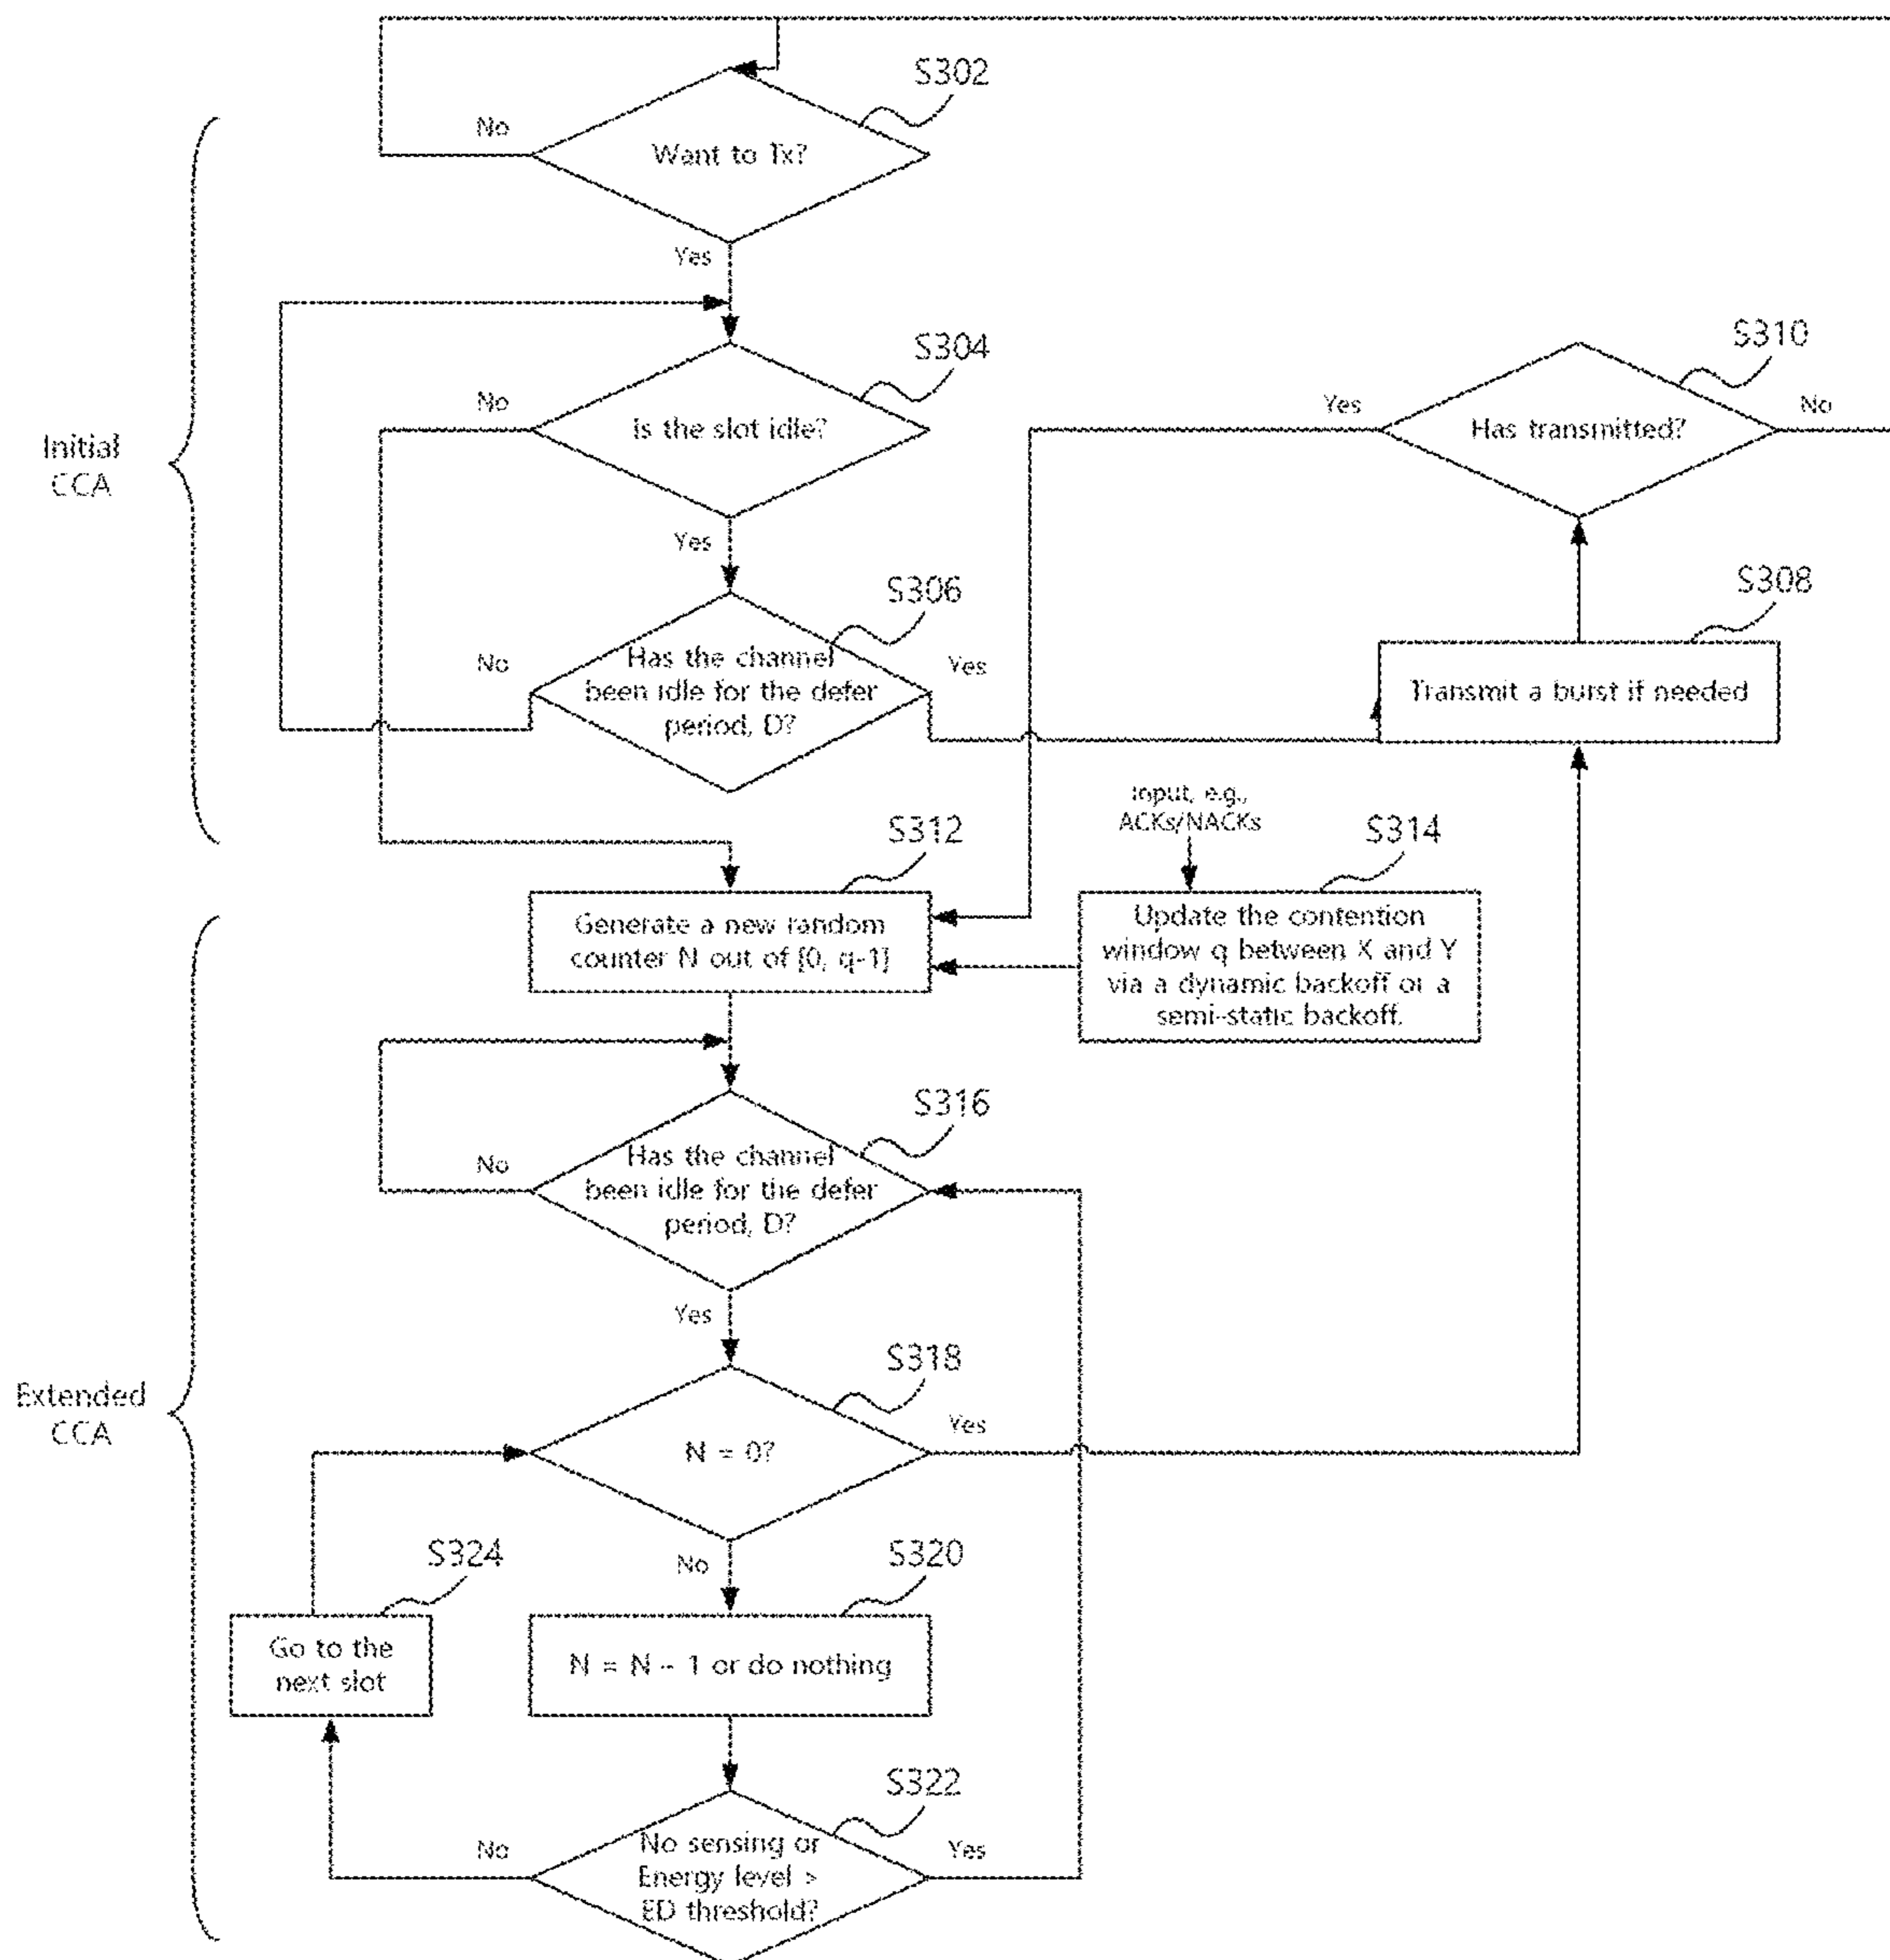 S302
No
Want to Tx?
Yes
S304
No
Is the slot idle?
Yes
S310
Yes
Has transmitted?
No
Initial
CCA
S306
No
Has the channel
been idle for the defer
period, D?
Yes
S308
Transmit a burst if needed
Input, e.g.,
ACKs/NACKs
S312
Generate a new random
counter N out of [0, q-1]
S314
Update the contention
window q between X and Y
via a dynamic backoff or a
semi-static backoff.
S316
No
Has the channel
been idle for the defer
period, D?
Yes
S318
Extended
CCA
N = 0?
Yes
No
S324
Go to the
next slot
S320
N = N - 1 or do nothing
S322
No
No sensing or
Energy level >
ED threshold?
Yes